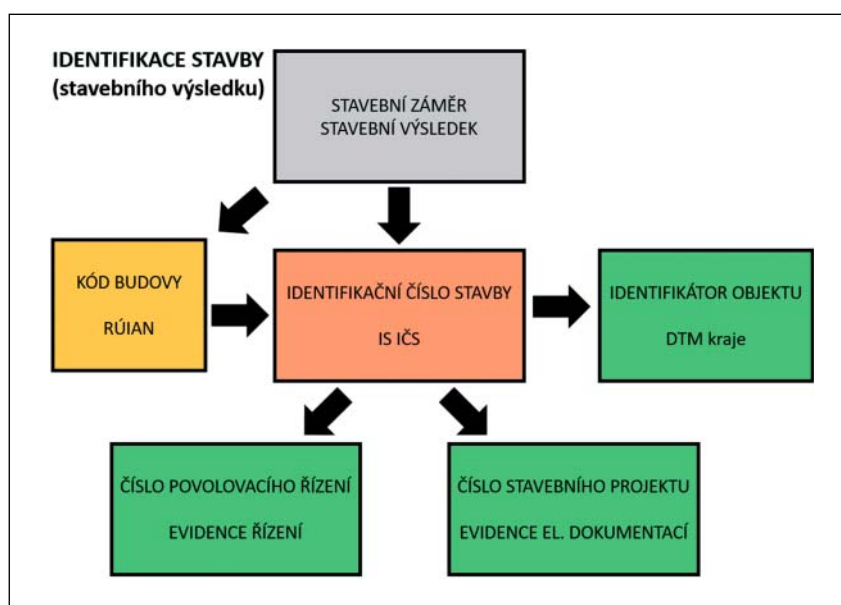 IDENTIFIKACE STAVBY
(stavebního výsledku)
STAVEBNÍ ZÁMĚR
STAVEBNÍ VÝSLEDEK
KÓD BUDOVY
RÚIAN
IDENTIFIKAČNÍ ČÍSLO STAVBY
IS IČS
IDENTIFIKÁTOR OBJEKTU
DTM kraje
ČÍSLO POVOLOVACÍHO ŘÍZENÍ
EVIDENCE ŘÍZENÍ
ČÍSLO STAVEBNÍHO PROJEKTU
EVIDENCE EL. DOKUMENTACÍ